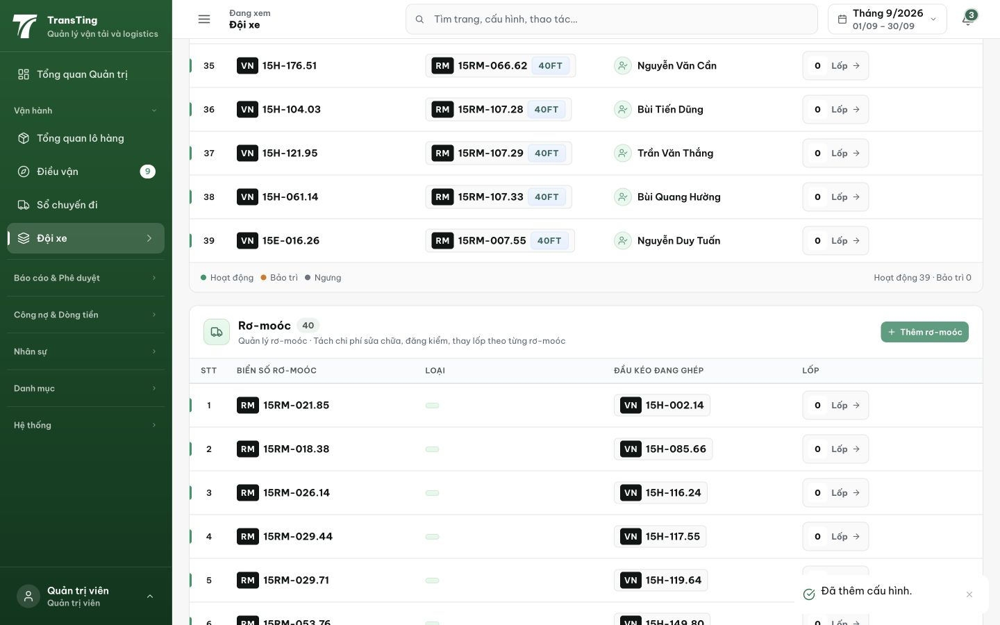 TransTing
Quản lý vận tải và logistics
Đang xem
Đội xe
Tìm trang, cấu hình, thao tác...
Tháng 9/2026
01/09 – 30/09
3
Tổng quan Quản trị
Vận hành
Tổng quan lô hàng
Điều vận 9
Sổ chuyến đi
Đội xe
Báo cáo & Phê duyệt
Công nợ & Dòng tiền
Nhân sự
Danh mục
Hệ thống
Quản trị viên
Quản trị viên
35 VN 15H-176.51 RM 15RM-066.62 40FT Nguyễn Văn Cần 0 Lốp →
36 VN 15H-104.03 RM 15RM-107.28 40FT Bùi Tiến Dũng 0 Lốp →
37 VN 15H-121.95 RM 15RM-107.29 40FT Trần Văn Thắng 0 Lốp →
38 VN 15H-061.14 RM 15RM-107.33 40FT Bùi Quang Hường 0 Lốp →
39 VN 15E-016.26 RM 15RM-007.55 40FT Nguyễn Duy Tuấn 0 Lốp →
Hoạt động Bảo trì Ngưng Hoạt động 39 · Bảo trì 0
Rơ-moóc 40
Quản lý rơ-moóc · Tách chi phí sửa chữa, đăng kiểm, thay lốp theo từng rơ-moóc
+ Thêm rơ-moóc
STT BIỂN SỐ RƠ-MOÓC LOẠI ĐẦU KÉO ĐANG GHÉP LỐP
1 RM 15RM-021.85 VN 15H-002.14 0 Lốp →
2 RM 15RM-018.38 VN 15H-085.66 0 Lốp →
3 RM 15RM-026.14 VN 15H-116.24 0 Lốp →
4 RM 15RM-029.44 VN 15H-117.55 0 Lốp →
5 RM 15RM-029.71 VN 15H-119.64
6 RM 15RM-053.76 VN 15H-149.80 0 Lốp →
Đã thêm cấu hình.